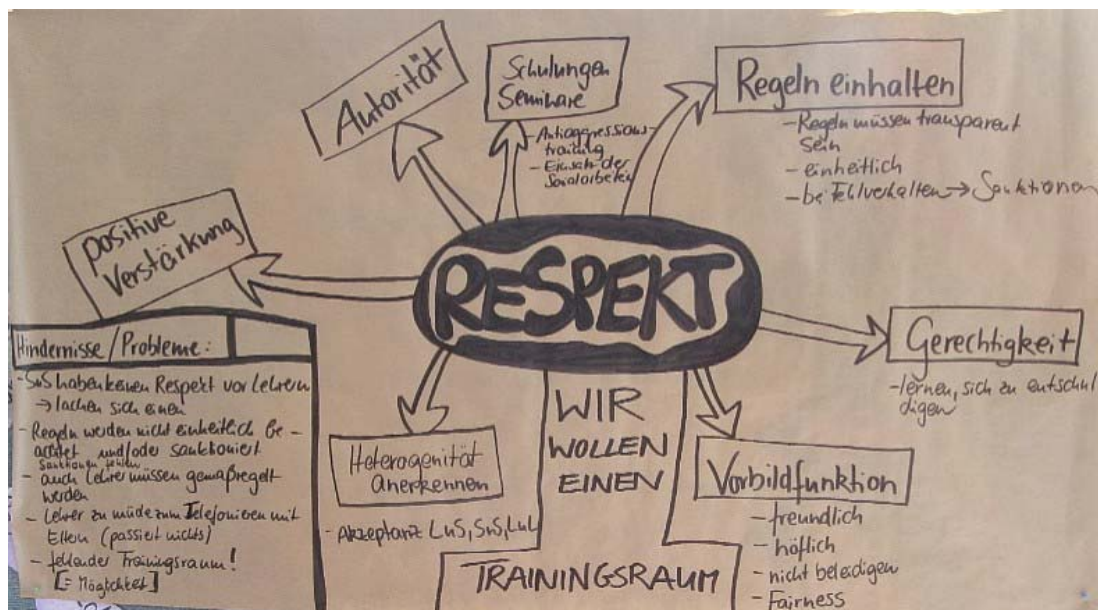 Autorität
Schulungen
Seminare
- Antiaggressions-
training
- Einsatz der
Sozialarbeiter
Regeln einhalten
- Regeln müssen transparent
sein
- einheitlich
- bei Fehlverhalten → Sanktionen
positive
Verstärkung
RESPEKT
Gerechtigkeit
- lernen, sich zu entschul
digen
Hindernisse / Probleme:
- SuS haben keinen Respekt vor Lehrern
→ lachen sich einen
- Regeln werden nicht einheitlich be-
achtet und/oder sanktioniert
Sanktionen fehlen
- auch Lehrer müssen gemaßregelt
werden
- Lehrer zu müde zum Telefonieren mit
Eltern (passiert nichts)
- fehlender Trainingsraum!
[= Möglichkeit]
Heterogenität
anerkennen
- Akzeptanz LuS, SuS, LuL
WIR
WOLLEN
EINEN
TRAININGSRAUM
Vorbildfunktion
- freundlich
- höflich
- nicht beleidigen
- Fairness